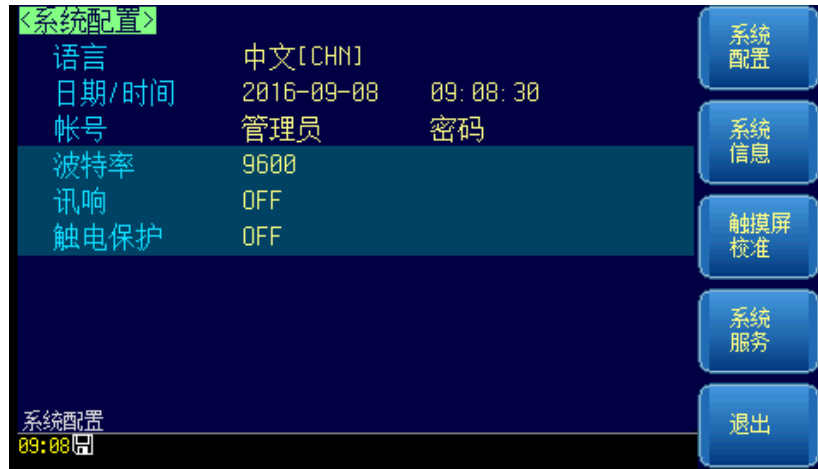 <系统配置>
语言 中文[CHN]
日期/时间 2016-09-08 09:08:30
帐号 管理员 密码
波特率 9600
讯响 OFF
触电保护 OFF
系统配置
09:08
系统
配置
系统
信息
触摸屏
校准
系统
服务
退出